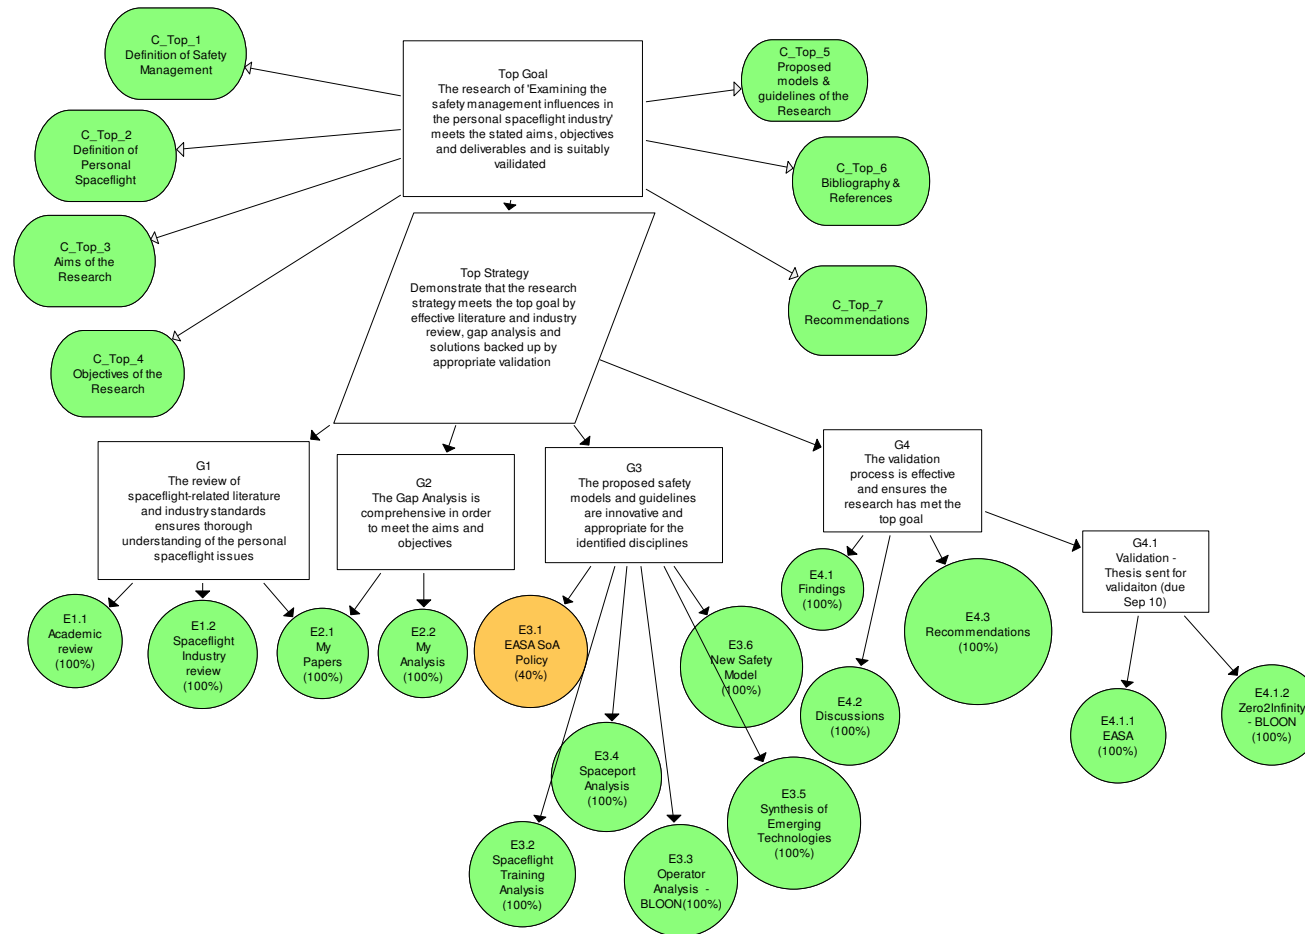 C_Top_1
Definition of Safety
Management
C_Top_2
Definition of
Personal
Spaceflight
C_Top_3
Aims of the
Research
C_Top_4
Objectives of the
Research
Top Goal
The research of 'Examining the
safety management influences in
the personal spaceflight industry'
meets the stated aims, objectives
and deliverables and is suitably
vailidated
C_Top_5
Proposed
models &
guidelines of the
Research
C_Top_6
Bibliography &
References
C_Top_7
Recommendations
Top Strategy
Demonstrate that the research
strategy meets the top goal by
effective literature and industry
review, gap analysis and
solutions backed up by
appropriate validation
G1
The review of
spaceflight-related literature
and industry standards
ensures thorough
understanding of the personal
spaceflight issues
G2
The Gap Analysis is
comprehensive in order
to meet the aims and
objectives
G3
The proposed safety
models and guidelines
are innovative and
appropriate for the
identified disciplines
G4
The validation
process is effective
and ensures the
research has met the
top goal
G4.1
Validation -
Thesis sent for
validaiton (due
Sep 10)
E1.1
Academic
review
(100%)
E1.2
Spaceflight
Industry
review
(100%)
E2.1
My
Papers
(100%)
E2.2
My
Analysis
(100%)
E3.1
EASA SoA
Policy
(40%)
E3.6
New Safety
Model
(100%)
E4.1
Findings
(100%)
E4.2
Discussions
(100%)
E4.3
Recommendations
(100%)
E4.1.1
EASA
(100%)
E4.1.2
Zero2Infinity
- BLOON
(100%)
E3.4
Spaceport
Analysis
(100%)
E3.2
Spaceflight
Training
Analysis
(100%)
E3.3
Operator
Analysis -
BLOON(100%)
E3.5
Synthesis of
Emerging
Technologies
(100%)